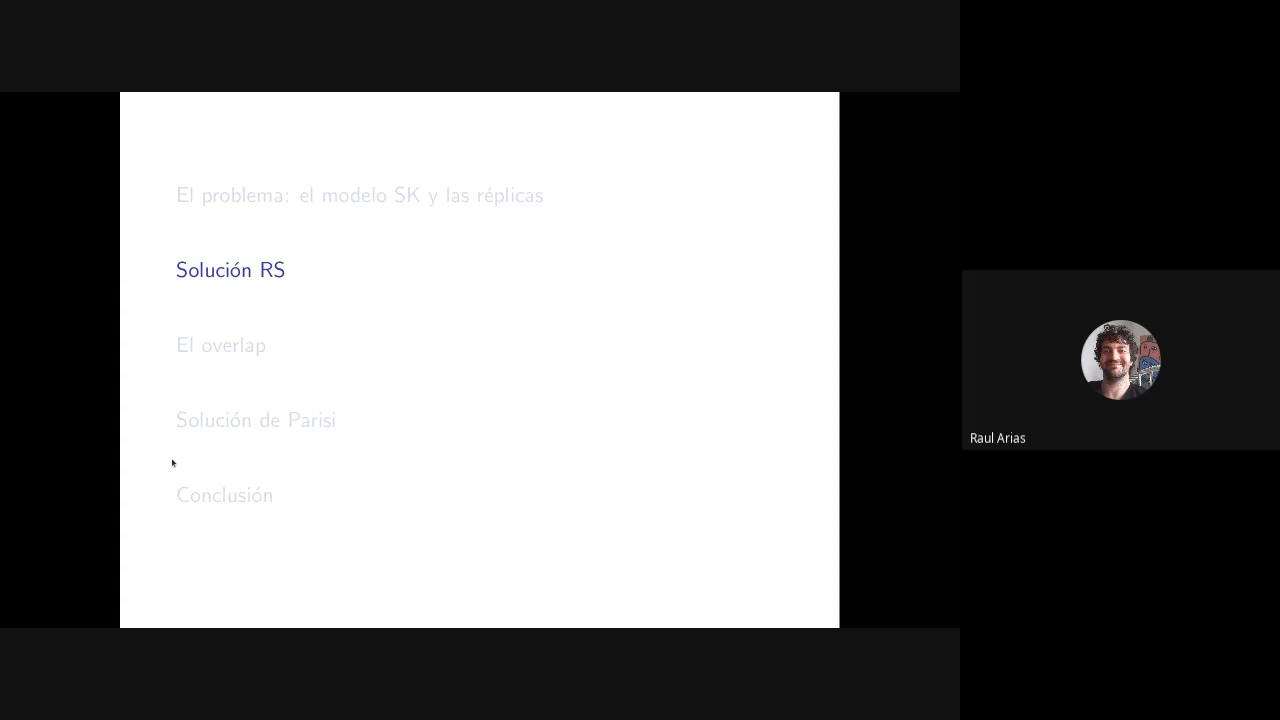 El problema: el modelo SK y las réplicas
Solución RS
El overlap
Solución de Parisi
Conclusión
Raul Arias